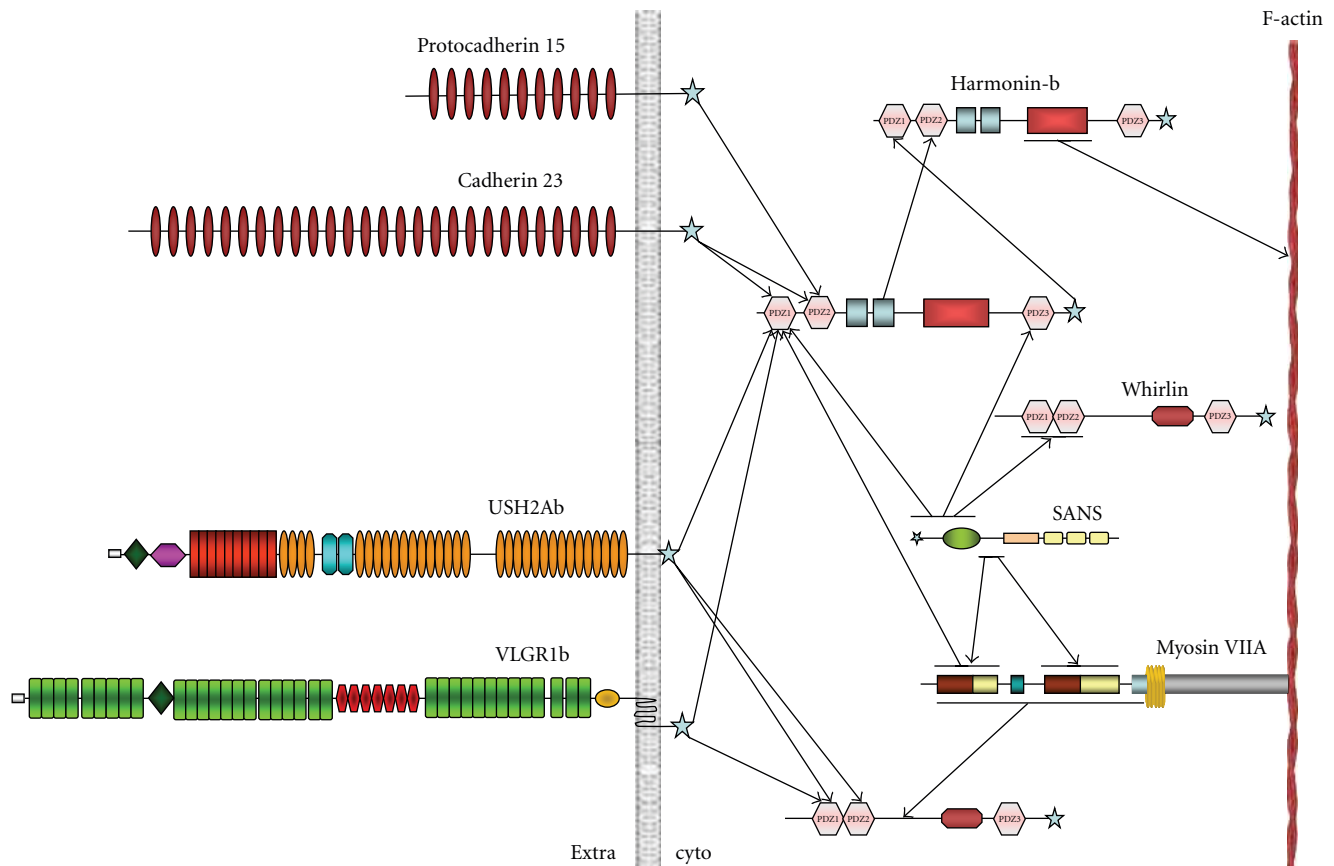 F-actin
Protocadherin 15
Harmonin-b
PDZ1 PDZ2 PDZ3
Cadherin 23
PDZ1 PDZ2 PDZ3
Whirlin
PDZ1 PDZ2 PDZ3
USH2Ab
SANS
VLGR1b
Myosin VIIA
PDZ1 PDZ2 PDZ3
Extra cyto